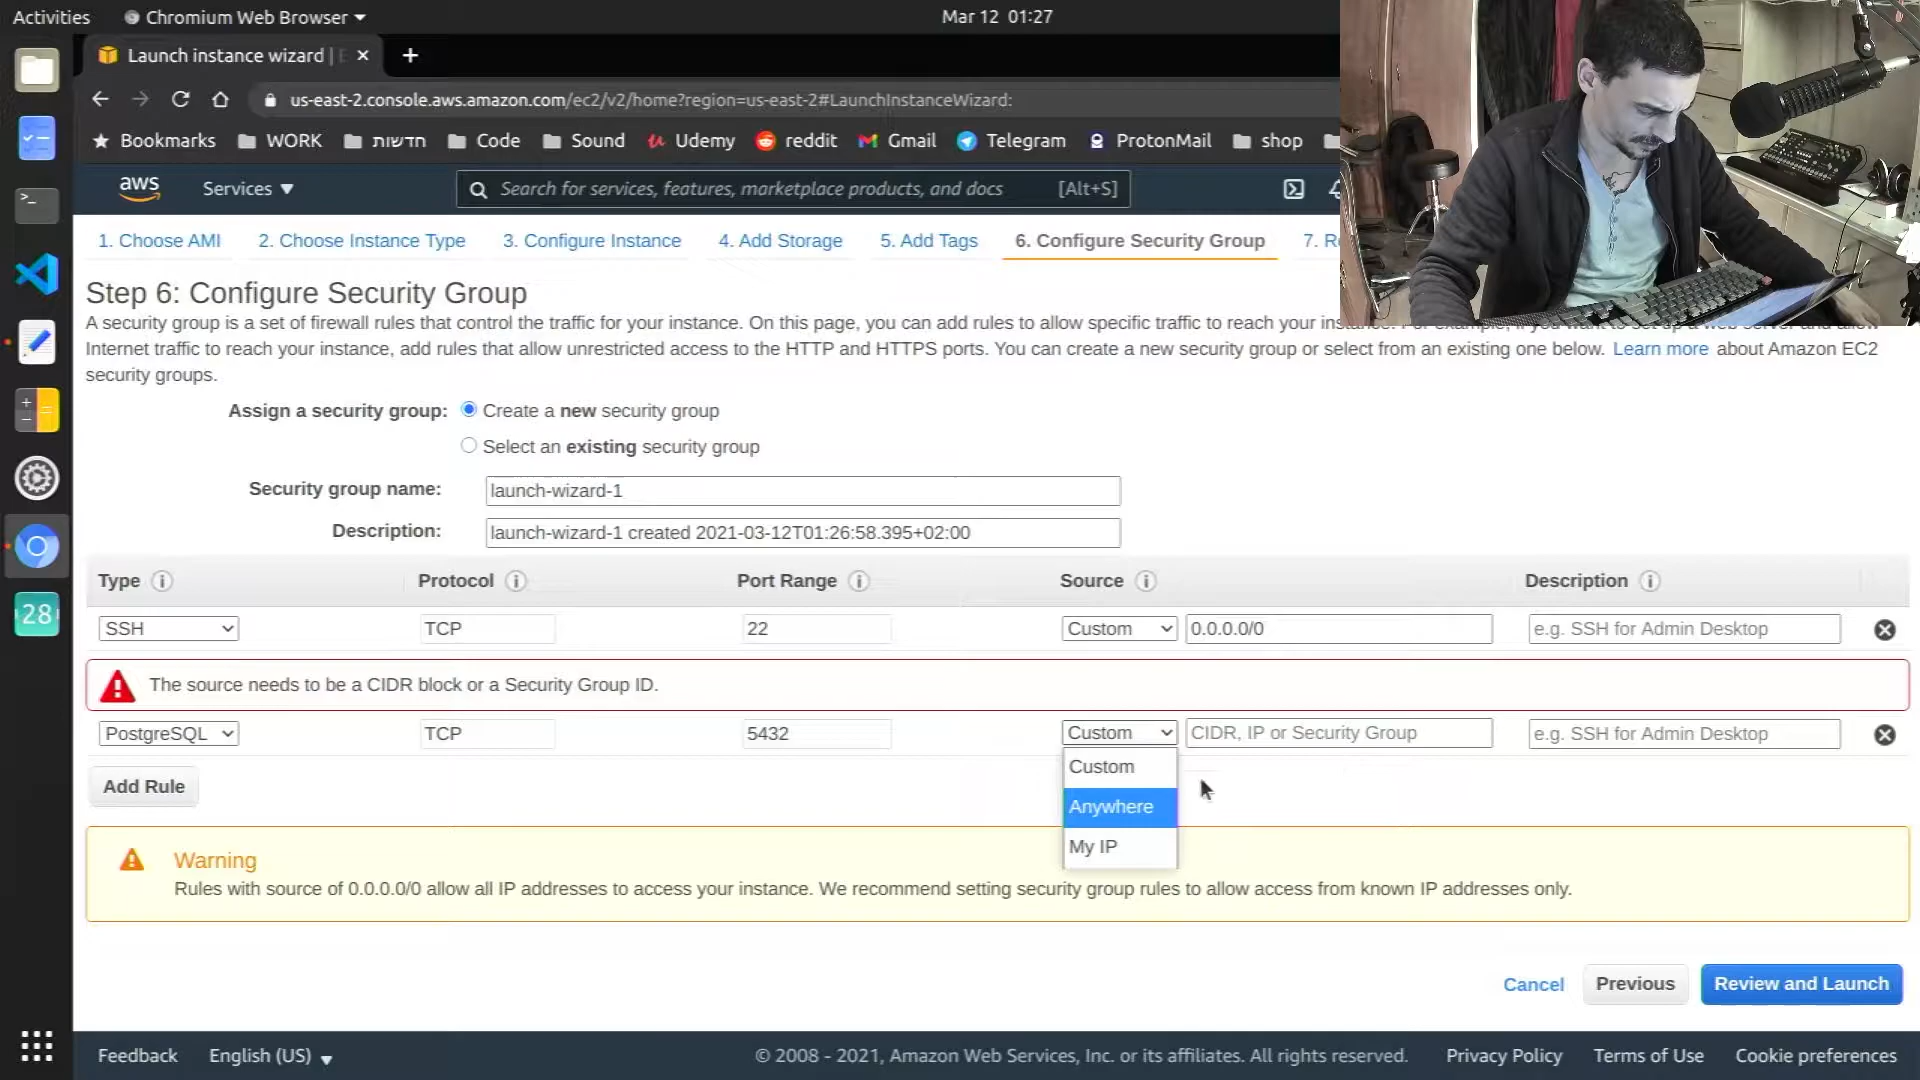 Activities
Chromium Web Browser
Mar 12 01:27
Launch instance wizard |
us-east-2.console.aws.amazon.com/ec2/v2/home?region=us-east-2#LaunchInstanceWizard:
Bookmarks
WORK
חדשות
Code
Sound
Udemy
reddit
Gmail
Telegram
ProtonMail
shop
aws
Services
Search for services, features, marketplace products, and docs
[Alt+S]
1. Choose AMI
2. Choose Instance Type
3. Configure Instance
4. Add Storage
5. Add Tags
6. Configure Security Group
7.
Step 6: Configure Security Group
A security group is a set of firewall rules that control the traffic for your instance. On this page, you can add rules to allow specific traffic to reach your
Internet traffic to reach your instance, add rules that allow unrestricted access to the HTTP and HTTPS ports. You can create a new security group or select from an existing one below. Learn more about Amazon EC2
security groups.
Assign a security group:
Create a new security group
Select an existing security group
Security group name:
launch-wizard-1
Description:
launch-wizard-1 created 2021-03-12T01:26:58.395+02:00
Type
Protocol
Port Range
Source
Description
SSH
TCP
22
Custom
0.0.0.0/0
e.g. SSH for Admin Desktop
The source needs to be a CIDR block or a Security Group ID.
PostgreSQL
TCP
5432
Custom
CIDR, IP or Security Group
e.g. SSH for Admin Desktop
Custom
Anywhere
My IP
Add Rule
Warning
Rules with source of 0.0.0.0/0 allow all IP addresses to access your instance. We recommend setting security group rules to allow access from known IP addresses only.
Cancel
Previous
Review and Launch
28
Feedback
English (US)
© 2008 - 2021, Amazon Web Services, Inc. or its affiliates. All rights reserved.
Privacy Policy
Terms of Use
Cookie preferences